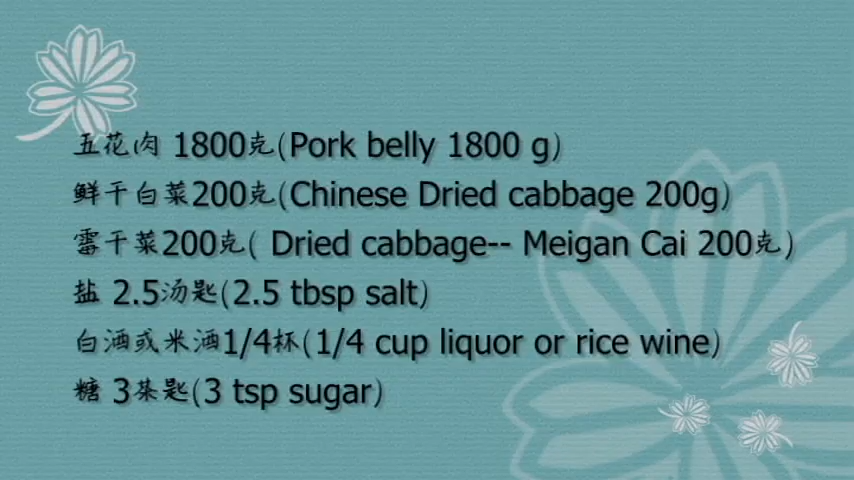 五花肉 1800克(Pork belly 1800 g)
鲜干白菜200克(Chinese Dried cabbage 200g)
霉干菜200克( Dried cabbage-- Meigan Cai 200克)
盐 2.5汤匙(2.5 tbsp salt)
白酒或米酒1/4杯(1/4 cup liquor or rice wine)
糖 3茶匙(3 tsp sugar)